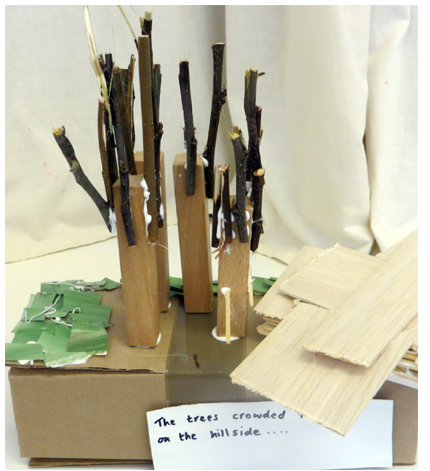 The trees crowded
on the hillside....